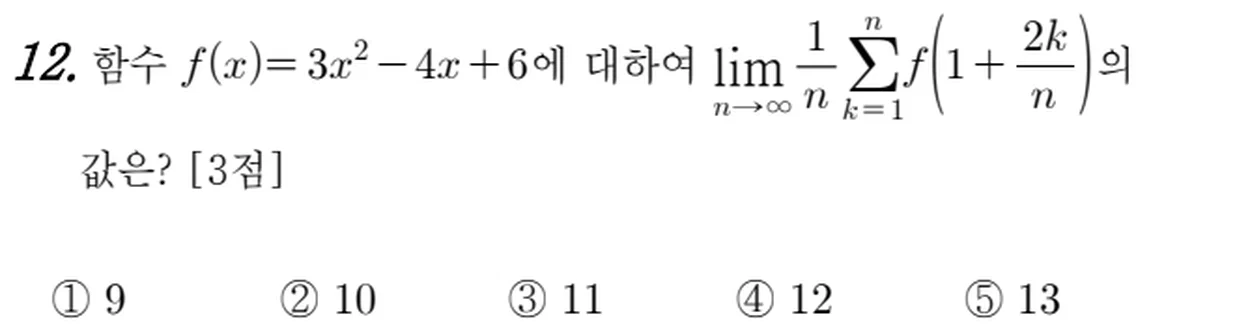 12. 함수 f(x)=3x²-4x+6에 대하여 lim_{n→∞} 1/n ∑_{k=1}^{n} f(1+2k/n)의
값은? [3점]
① 9 ② 10 ③ 11 ④ 12 ⑤ 13